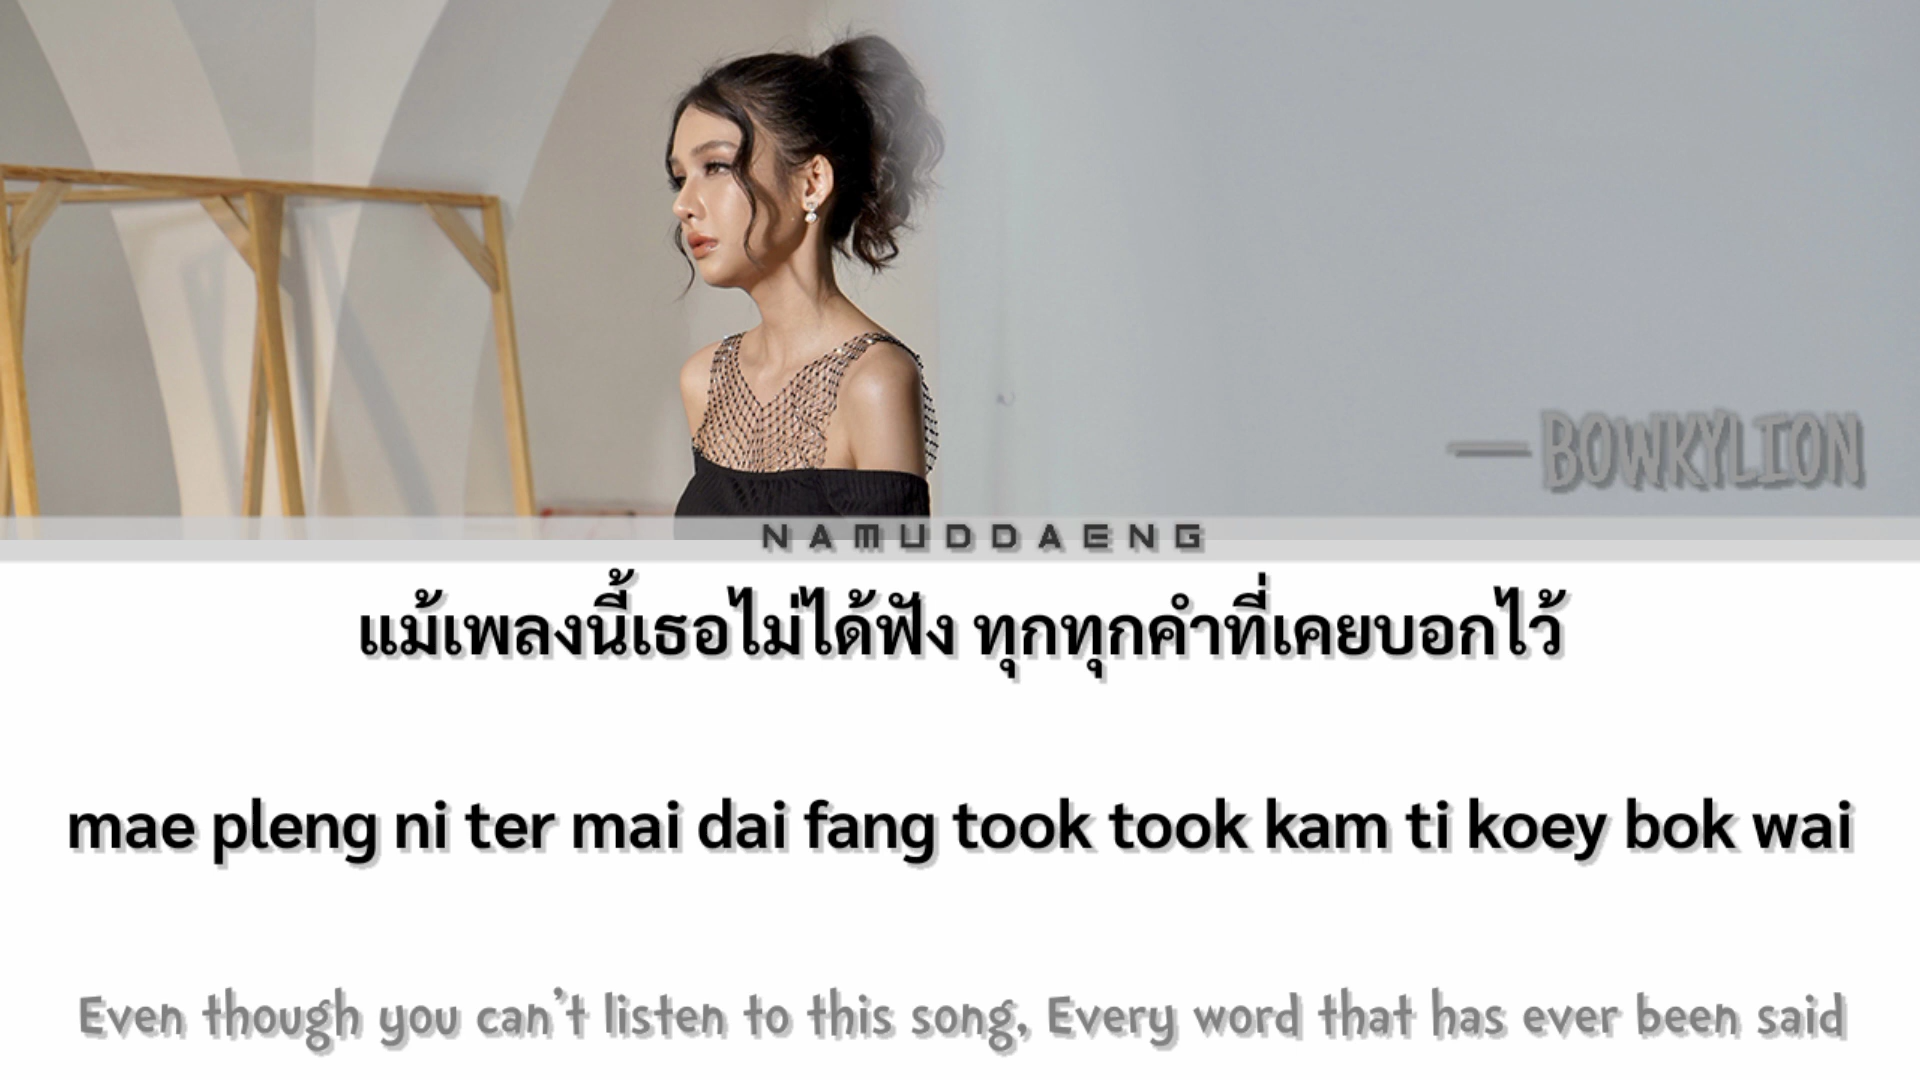 — BOWKYLION
NAMUDDAENG
แม้เพลงนี้เธอไม่ได้ฟัง ทุกทุกคำที่เคยบอกไว้
mae pleng ni ter mai dai fang took took kam ti koey bok wai
Even though you can't listen to this song, Every word that has ever been said